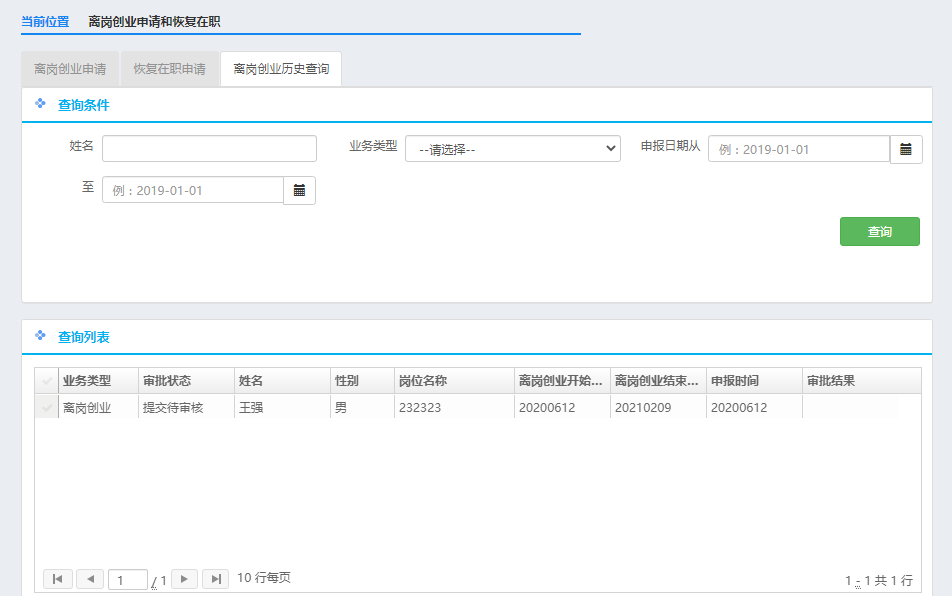 当前位置 离岗创业申请和恢复在职
离岗创业申请 恢复在职申请 离岗创业历史查询
查询条件
姓名 业务类型 --请选择-- 申报日期从 例：2019-01-01
至 例：2019-01-01
查询
查询列表
业务类型 审批状态 姓名 性别 岗位名称 离岗创业开始... 离岗创业结束... 申报时间 审批结果
离岗创业 提交待审核 王强 男 232323 20200612 20210209 20200612
1 / 1 10 行每页 1 - 1 共 1 行